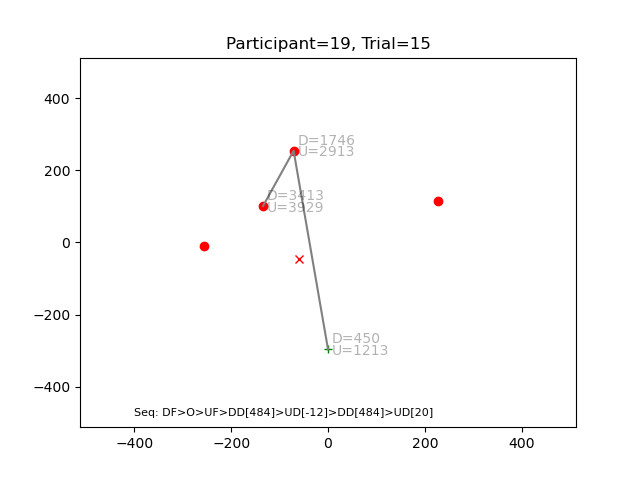 Participant=19, Trial=15
400
200
0
−200
−400
D=1746
U=2913
D=3413
U=3929
D=450
U=1213
Seq: DF>O>UF>DD[484]>UD[-12]>DD[484]>UD[20]
−400
−200
0
200
400